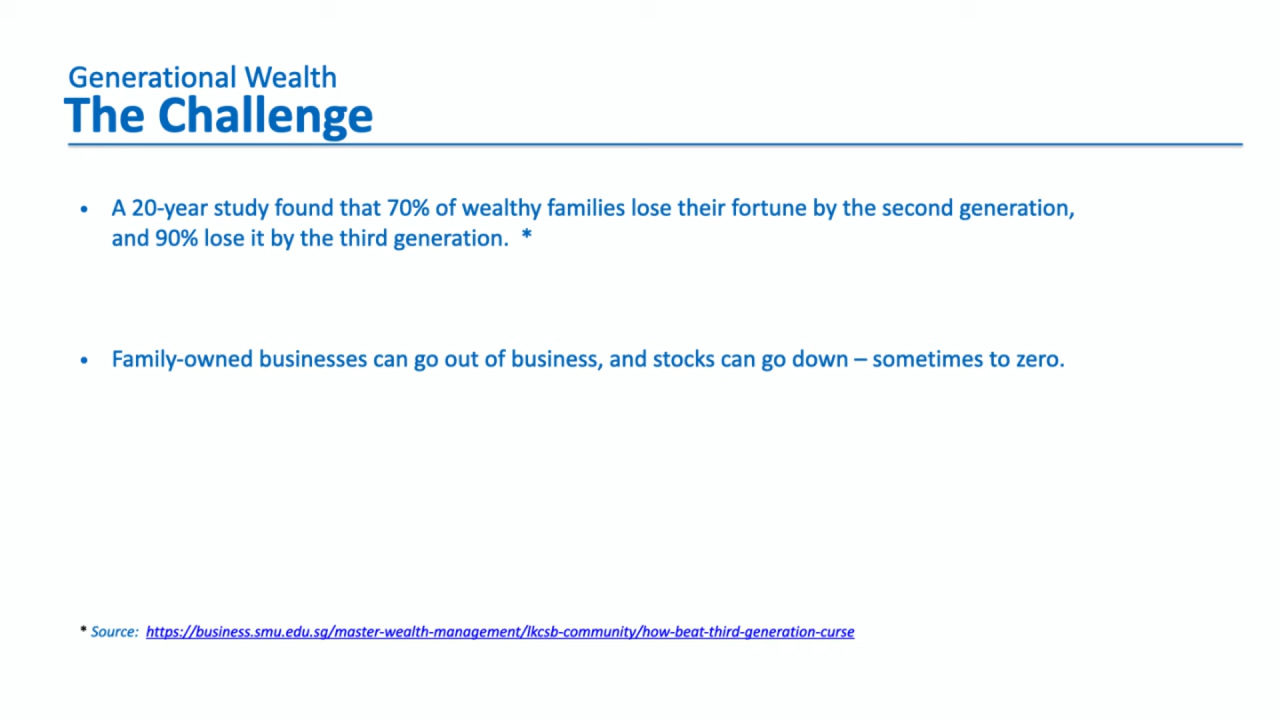 Generational Wealth
The Challenge
• A 20-year study found that 70% of wealthy families lose their fortune by the second generation,
and 90% lose it by the third generation. *
• Family-owned businesses can go out of business, and stocks can go down – sometimes to zero.
* Source: https://business.smu.edu.sg/master-wealth-management/lkcsb-community/how-beat-third-generation-curse